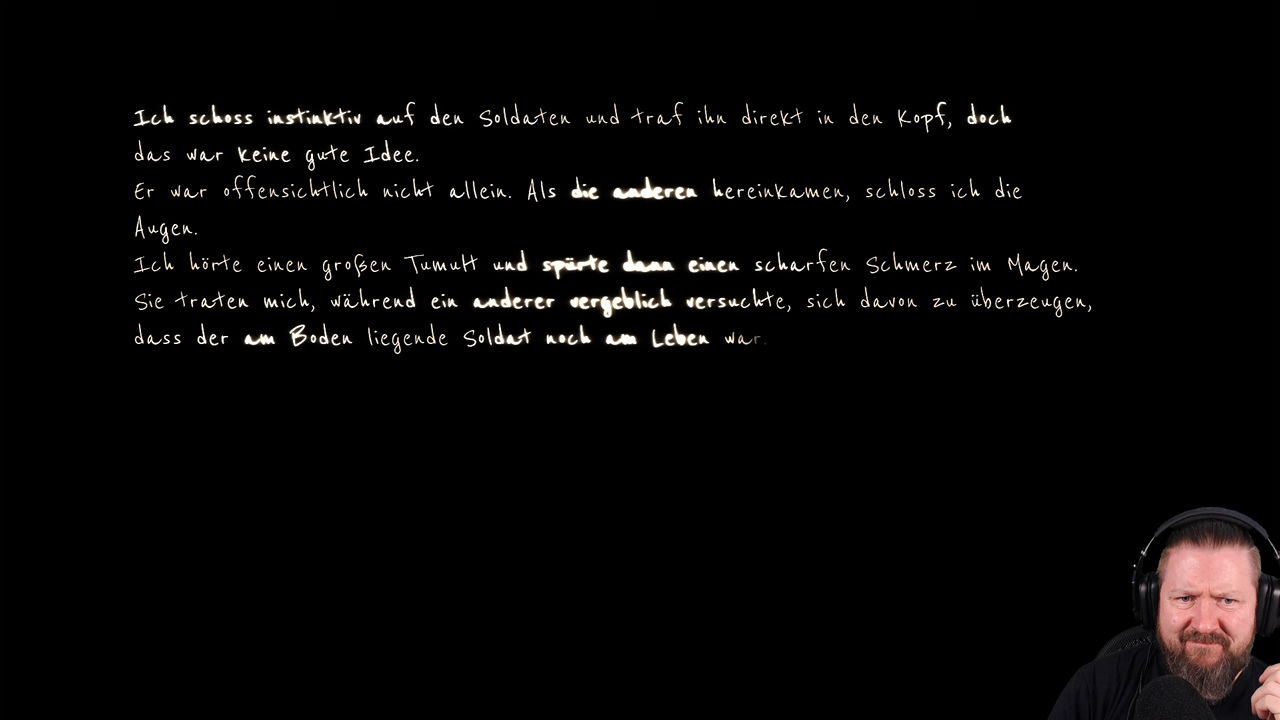 Ich schoss instinktiv auf den Soldaten und traf ihn direkt in den Kopf, doch
das war keine gute Idee.
Er war offensichtlich nicht allein. Als die anderen hereinkamen, schloss ich die
Augen.
Ich hörte einen großen Tumult und spürte dann einen scharfen Schmerz im Magen.
Sie traten mich, während ein anderer vergeblich versuchte, sich davon zu überzeugen,
dass der am Boden liegende Soldat noch am Leben war.